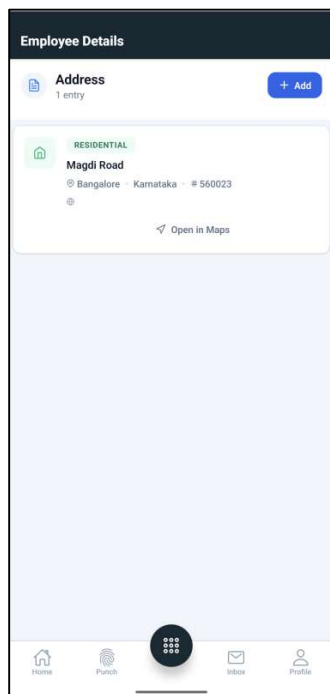 Employee Details
Address
1 entry
+ Add
RESIDENTIAL
Magdi Road
Bangalore · Karnataka · # 560023
Open in Maps
Home
Punch
Inbox
Profile